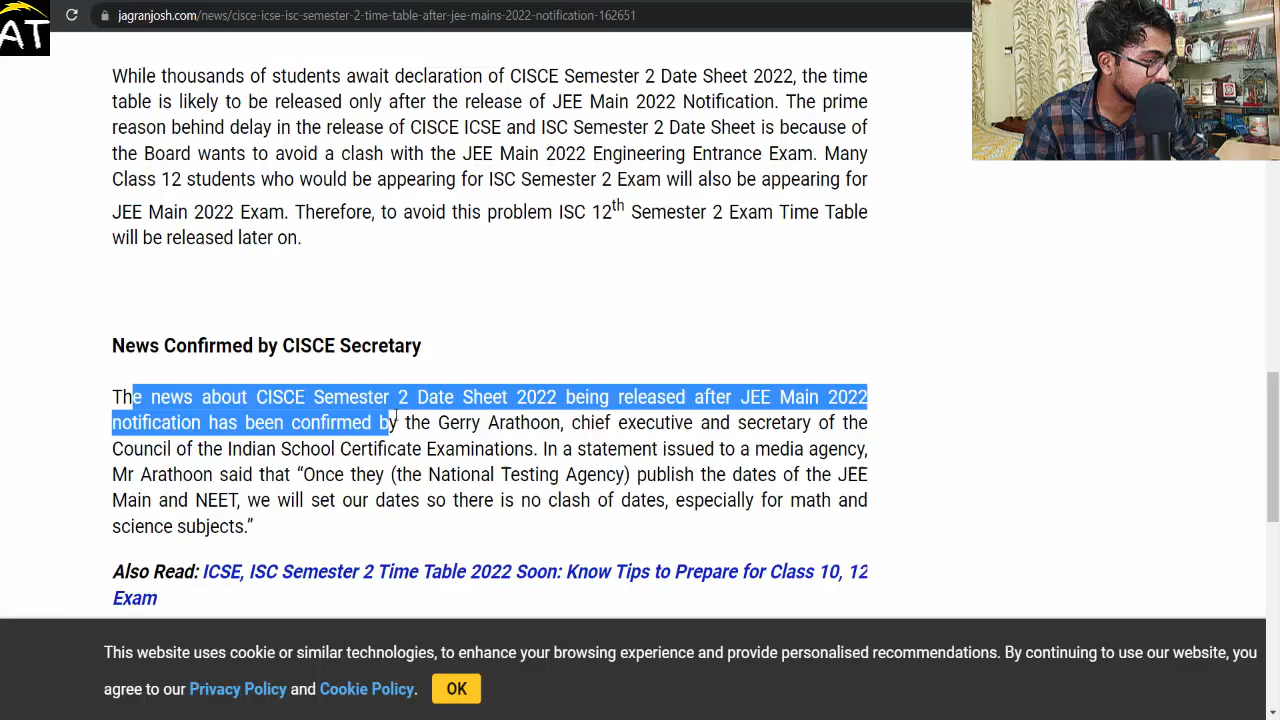 AT
jagranjosh.com/news/cisce-icse-isc-semester-2-time-table-after-jee-mains-2022-notification-162651
While thousands of students await declaration of CISCE Semester 2 Date Sheet 2022, the time
table is likely to be released only after the release of JEE Main 2022 Notification. The prime
reason behind delay in the release of CISCE ICSE and ISC Semester 2 Date Sheet is because of
the Board wants to avoid a clash with the JEE Main 2022 Engineering Entrance Exam. Many
Class 12 students who would be appearing for ISC Semester 2 Exam will also be appearing for
JEE Main 2022 Exam. Therefore, to avoid this problem ISC 12th Semester 2 Exam Time Table
will be released later on.
News Confirmed by CISCE Secretary
The news about CISCE Semester 2 Date Sheet 2022 being released after JEE Main 2022
notification has been confirmed by the Gerry Arathoon, chief executive and secretary of the
Council of the Indian School Certificate Examinations. In a statement issued to a media agency,
Mr Arathoon said that “Once they (the National Testing Agency) publish the dates of the JEE
Main and NEET, we will set our dates so there is no clash of dates, especially for math and
science subjects.”
Also Read: ICSE, ISC Semester 2 Time Table 2022 Soon: Know Tips to Prepare for Class 10, 12
Exam
This website uses cookie or similar technologies, to enhance your browsing experience and provide personalised recommendations. By continuing to use our website, you
agree to our Privacy Policy and Cookie Policy. OK